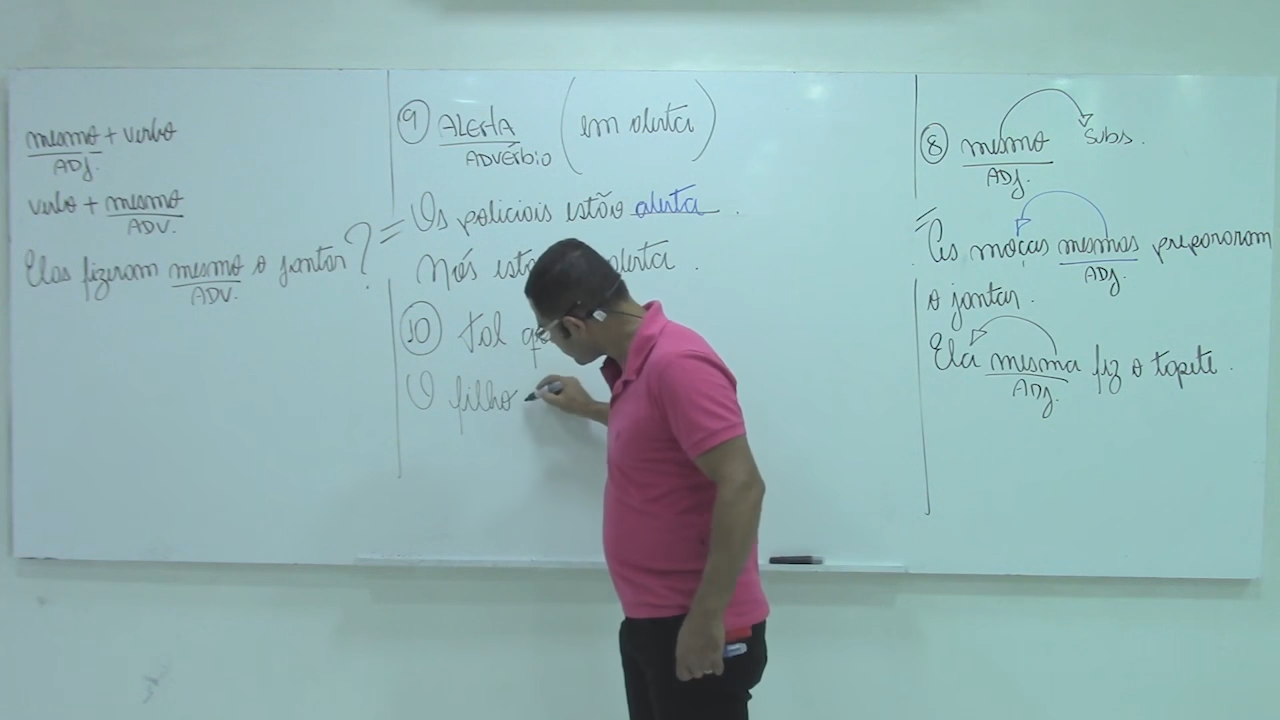 mesmo + verbo
ADJ.
verbo + mesmo
ADV.
Elas fizeram mesmo o jantar?
ADV.
9 ALERTA (em alerta)
ADVÉRBIO
= Os policiais estão alerta.
Nós alerta.
10 Tal
O filho
8 mesmo Subs.
ADJ.
= As moças mesmas prepararam
ADJ.
o jantar.
Ela mesma fiz o tapete.
ADJ.